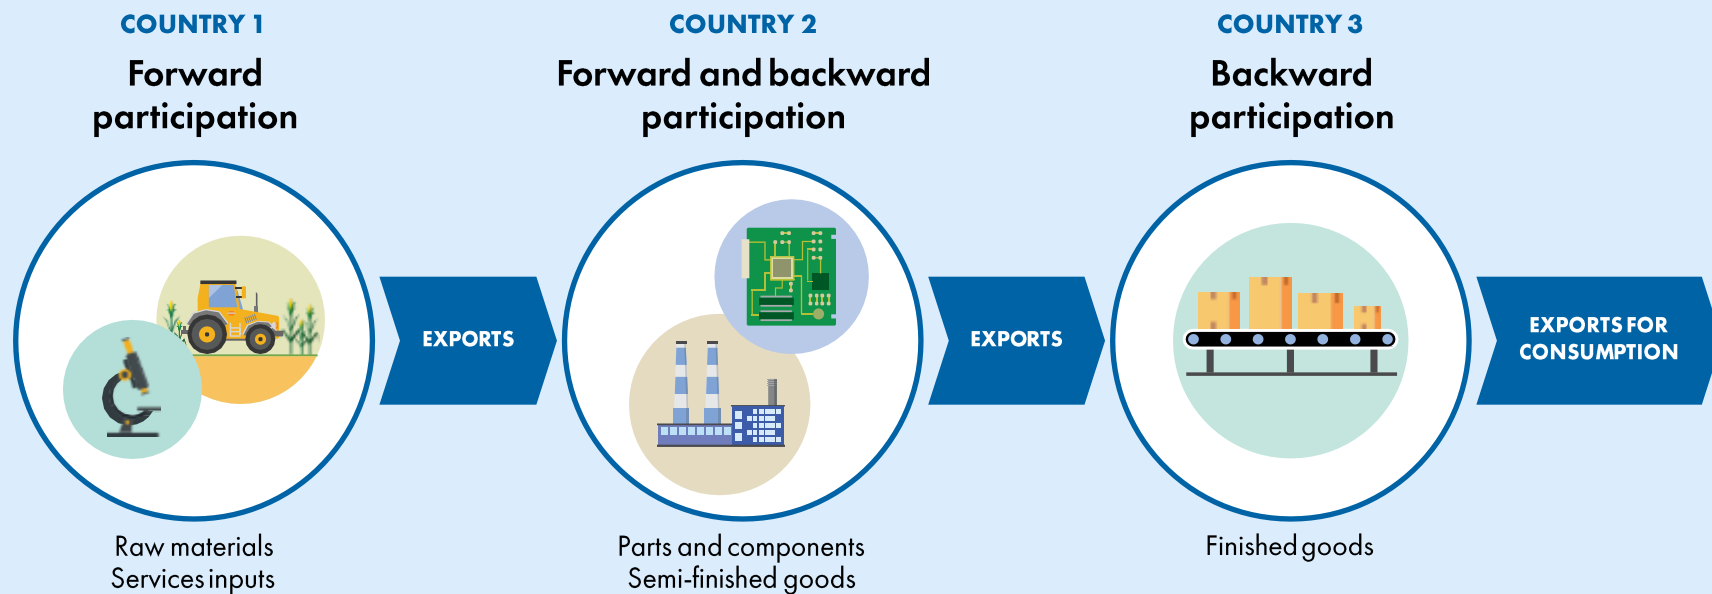 COUNTRY 1
Forward
participation
EXPORTS
Raw materials
Services inputs
COUNTRY 2
Forward and backward
participation
EXPORTS
Parts and components
Semi-finished goods
COUNTRY 3
Backward
participation
Finished goods
EXPORTS FOR
CONSUMPTION